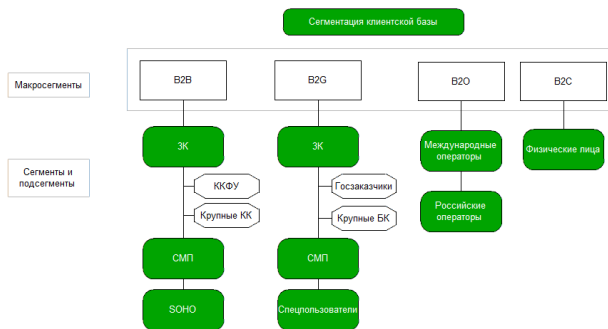 Сегментация клиентской базы
Макросегменты
B2B
B2G
B2O
B2C
Сегменты и
подсегменты
ЗК
ЗК
Международные
операторы
Физические лица
ККФУ
Госзаказчики
Крупные КК
Крупные БК
Российские
операторы
СМП
СМП
SOHO
Спецпользователи